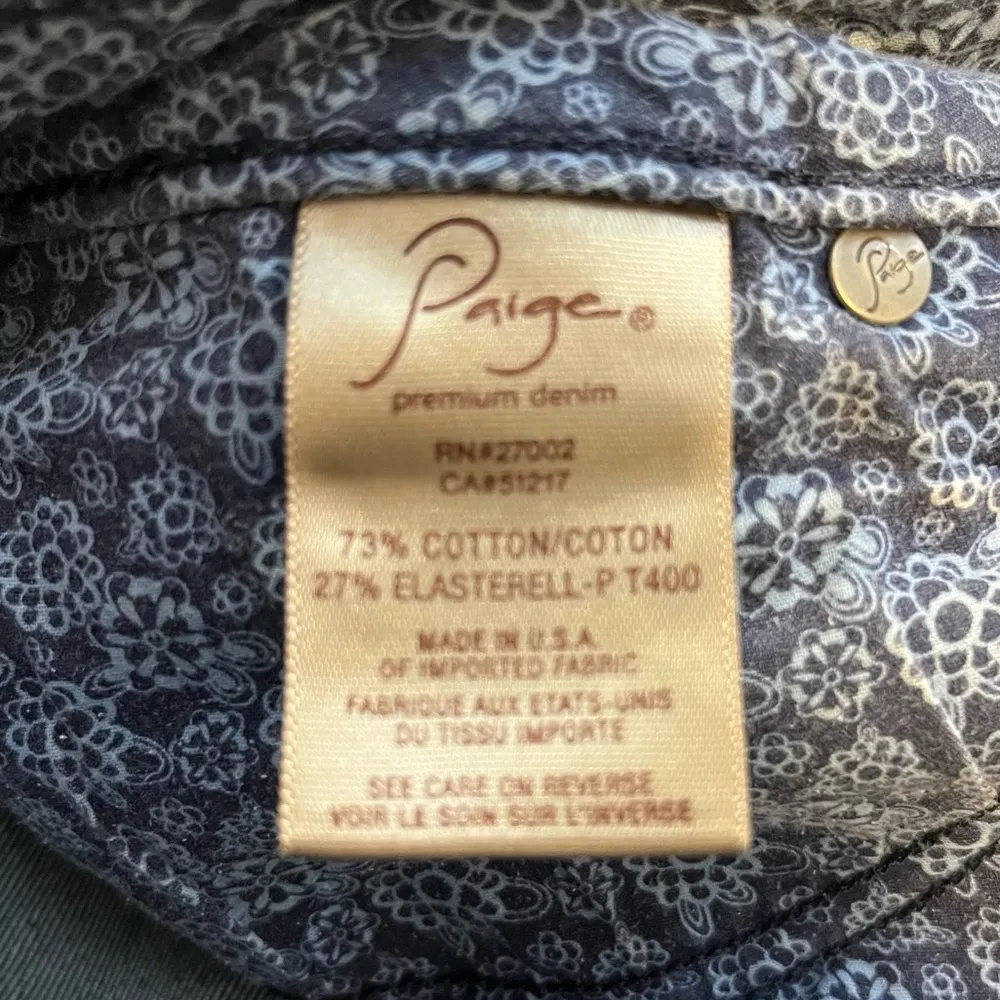 Paige®
premium denim
RN#27002
CA#51217
73% COTTON/COTON
27% ELASTERELL-P T400
MADE IN U.S.A.
OF IMPORTED FABRIC
FABRIQUE AUX ETATS-UNIS
DU TISSU IMPORTE
SEE CARE ON REVERSE
VOIR LE SOIN SUR L'INVERSE
Paige